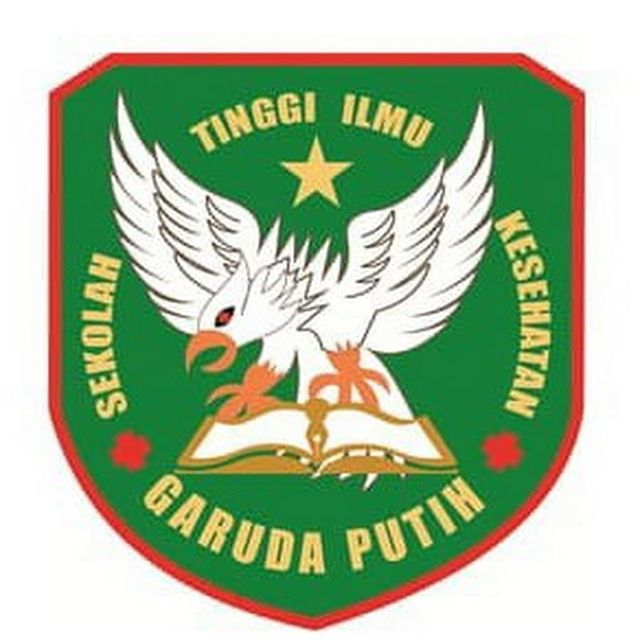 SEKOLAH
TINGGI ILMU
KESEHATAN
GARUDA PUTIH